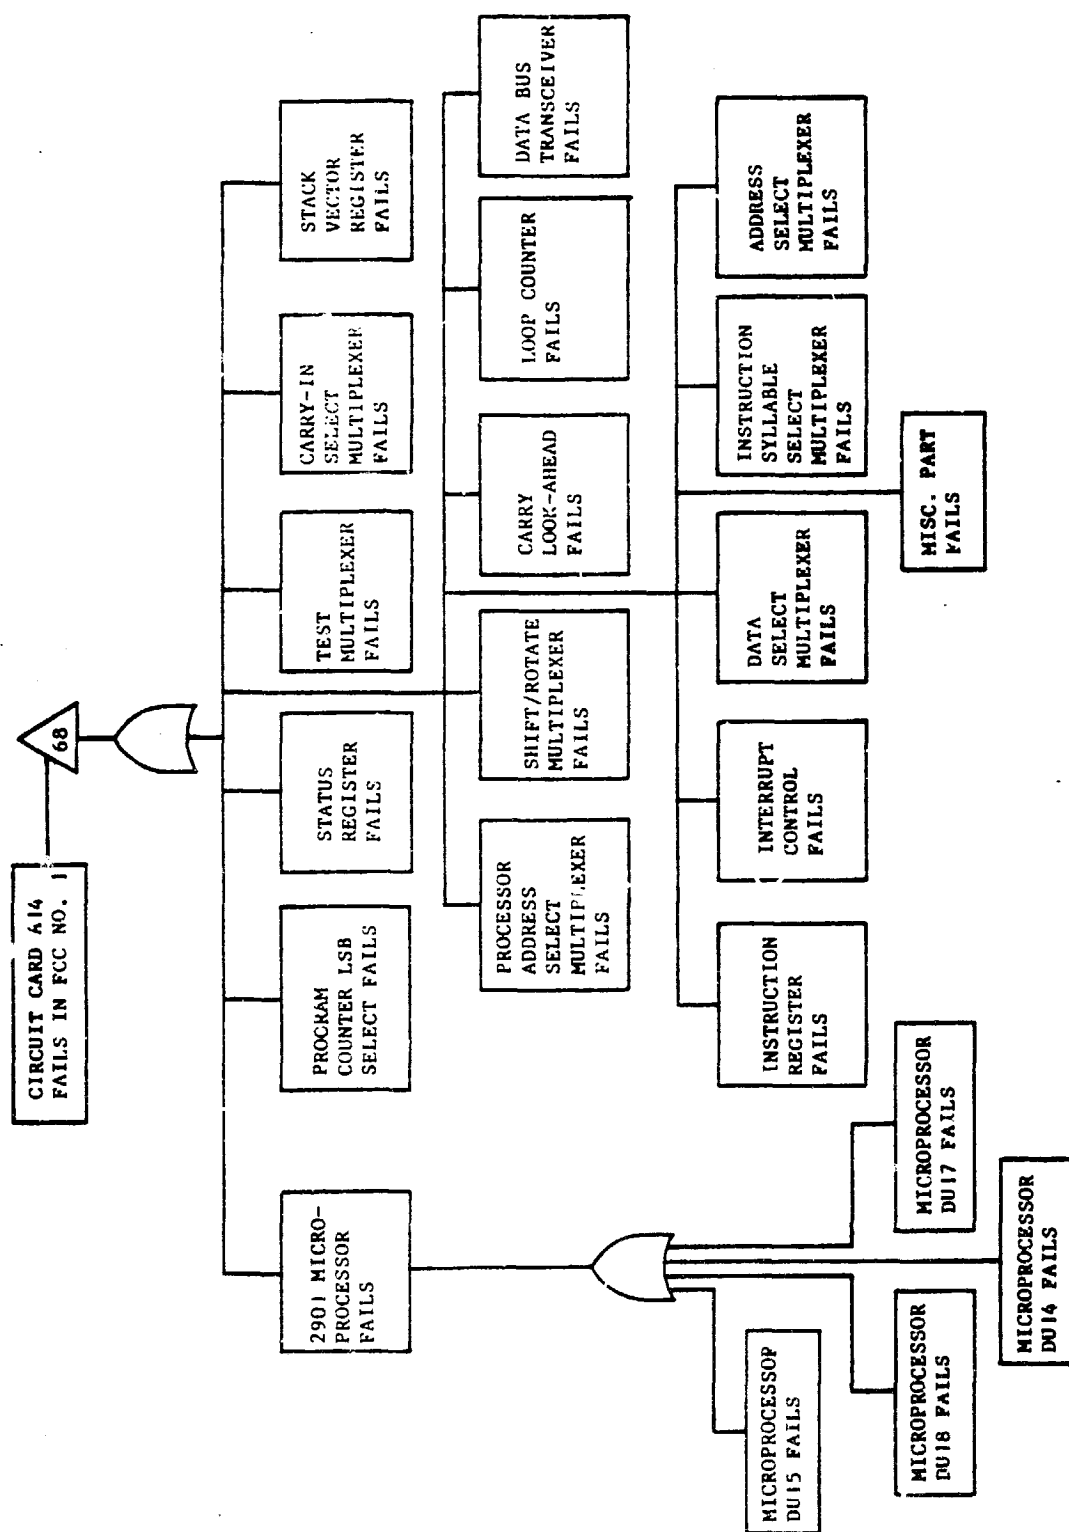 CIRCUIT CARD A14
FAILS IN FCC NO. 1
68
2901 MICRO-
PROCESSOR
FAILS
PROGRAM
COUNTER LSB
SELECT FAILS
STATUS
REGISTER
FAILS
TEST
MULTIPLEXER
FAILS
CARRY-IN
SELECT
MULTIPLEXER
FAILS
STACK
VECTOR
REGISTER
FAILS
PROCESSOR
ADDRESS
SELECT
MULTIPLEXER
FAILS
SHIFT/ROTATE
MULTIPLEXER
FAILS
CARRY
LOOK-AHEAD
FAILS
LOOP COUNTER
FAILS
DATA BUS
TRANSCEIVER
FAILS
INSTRUCTION
REGISTER
FAILS
INTERRUPT
CONTROL
FAILS
DATA
SELECT
MULTIPLEXER
FAILS
INSTRUCTION
SYLLABLE
SELECT
MULTIPLEXER
FAILS
ADDRESS
SELECT
MULTIPLEXER
FAILS
MISC. PART
FAILS
MICROPROCESSOR
DU15 FAILS
MICROPROCESSOR
DU18 FAILS
MICROPROCESSOR
DU14 FAILS
MICROPROCESSOR
DU17 FAILS